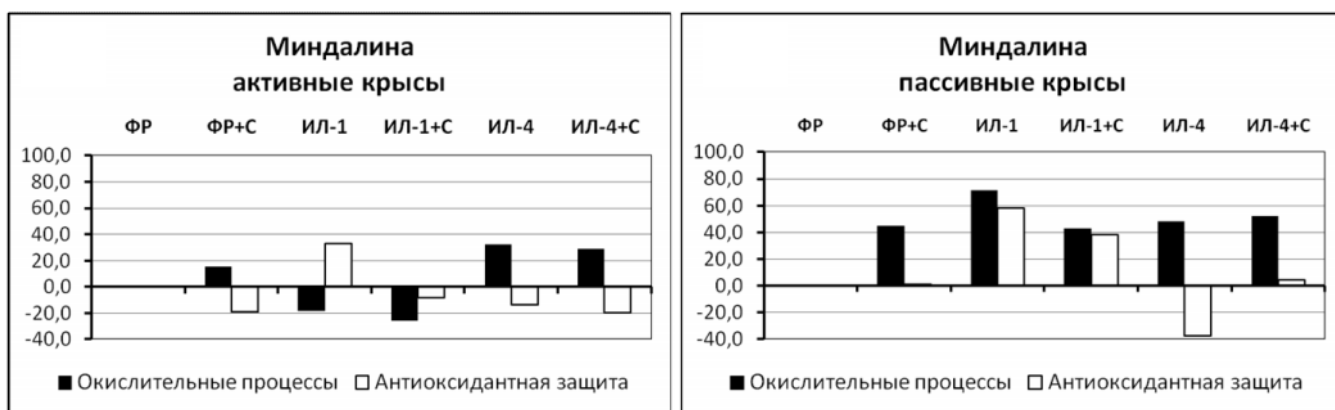 Миндалина
активные крысы
ФР ФР+С ИЛ-1 ИЛ-1+С ИЛ-4 ИЛ-4+С
100,0
80,0
60,0
40,0
20,0
0,0
-20,0
-40,0
Окислительные процессы Антиоксидантная защита
Миндалина
пассивные крысы
ФР ФР+С ИЛ-1 ИЛ-1+С ИЛ-4 ИЛ-4+С
100,0
80,0
60,0
40,0
20,0
0,0
-20,0
-40,0
Окислительные процессы Антиоксидантная защита